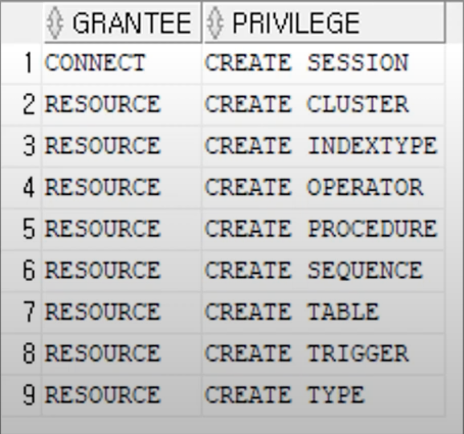 GRANTEE PRIVILEGE
1 CONNECT CREATE SESSION
2 RESOURCE CREATE CLUSTER
3 RESOURCE CREATE INDEXTYPE
4 RESOURCE CREATE OPERATOR
5 RESOURCE CREATE PROCEDURE
6 RESOURCE CREATE SEQUENCE
7 RESOURCE CREATE TABLE
8 RESOURCE CREATE TRIGGER
9 RESOURCE CREATE TYPE